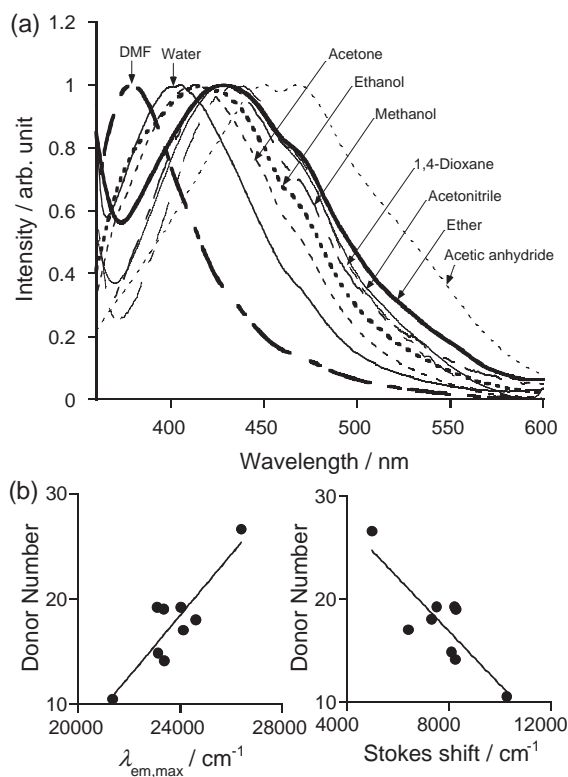 (a)
1.2
1
0.8
0.6
0.4
0.2
0
Intensity / arb. unit
DMF
Water
Acetone
Ethanol
Methanol
1,4-Dioxane
Acetonitrile
Ether
Acetic anhydride
400 450 500 550 600
Wavelength / nm
(b)
30
20
10
Donor Number
20000 24000 28000
λem,max / cm-1
30
20
10
Donor Number
4000 8000 12000
Stokes shift / cm-1